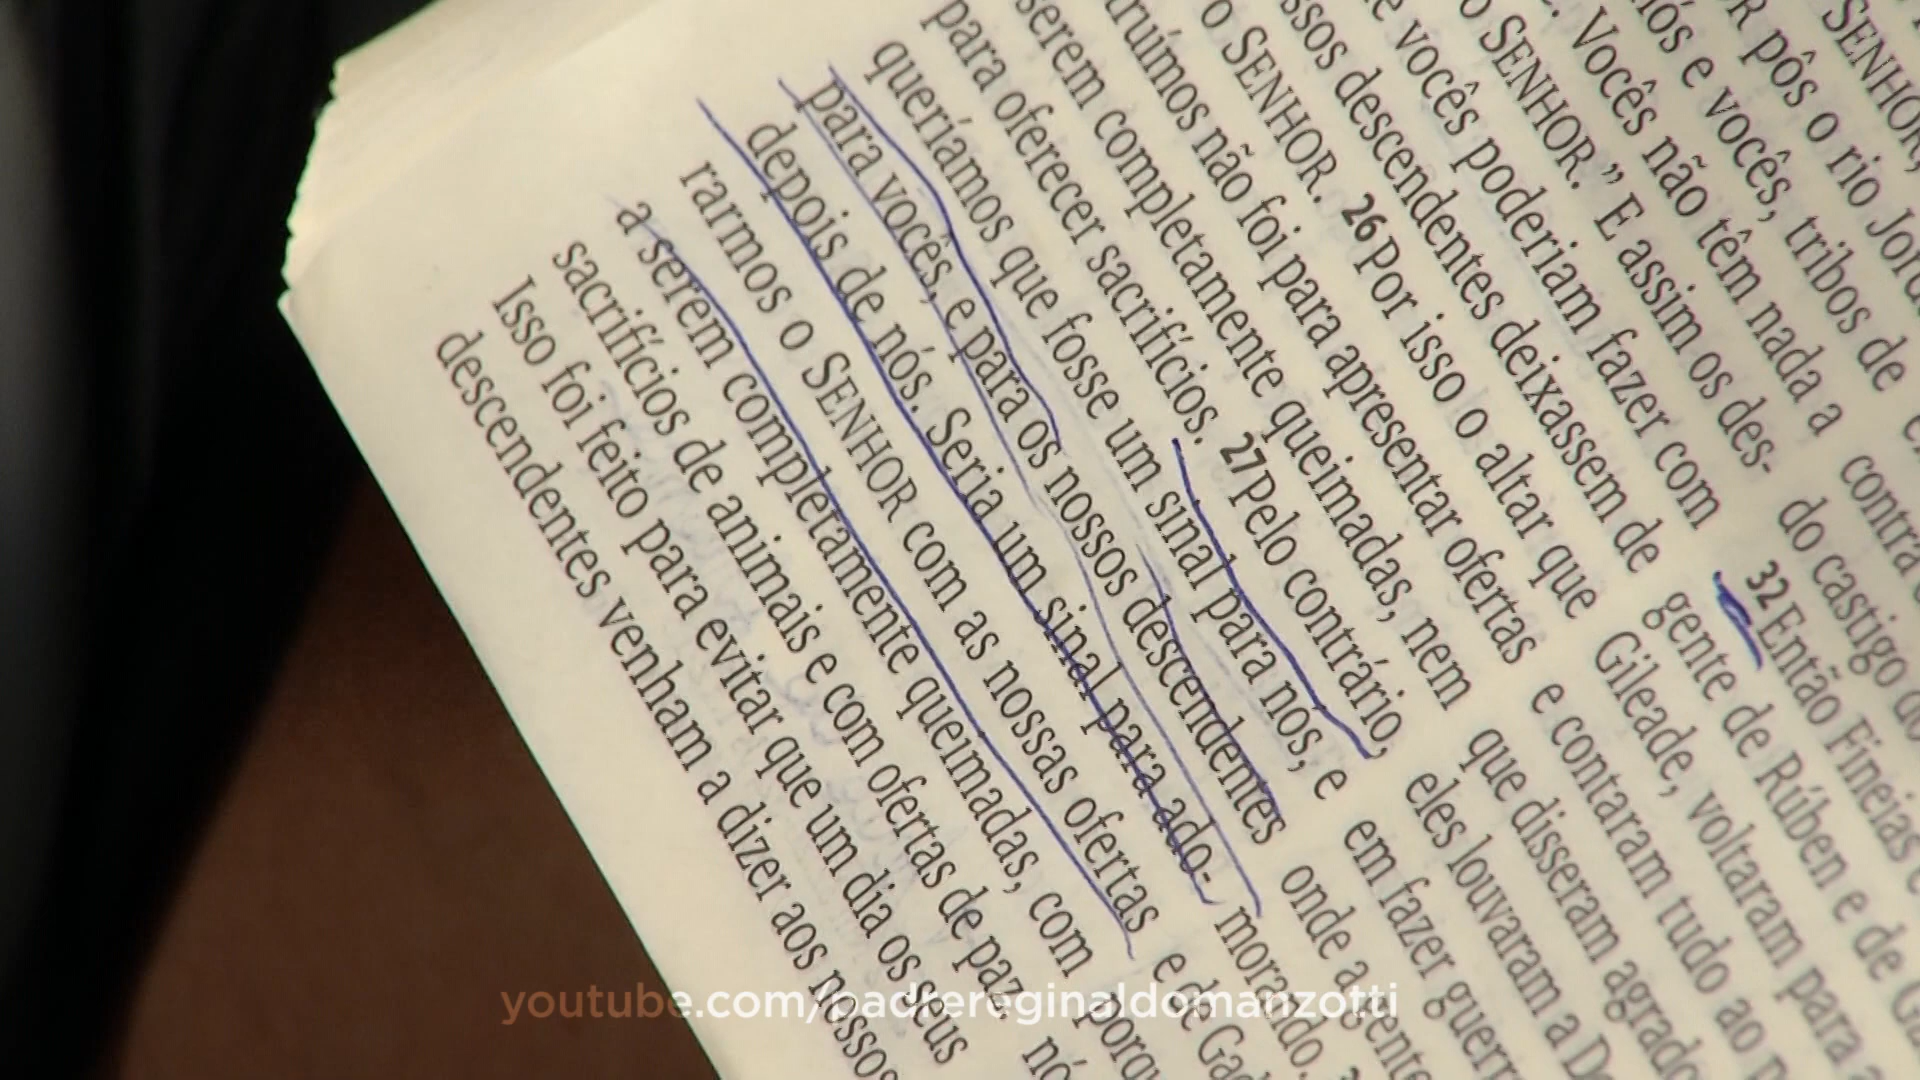 pôs o rio
nós e vocês, tribos de
Vocês não têm nada a
o SENHOR.” E assim os des-
e vocês poderiam fazer com
ssos descendentes deixassem de
o SENHOR. 26 Por isso o altar que
truímos não foi para apresentar ofertas
serem completamente queimadas, nem
para oferecer sacrifícios. 27 Pelo contrário,
queríamos que fosse um sinal para nós, e
para vocês, e para os nossos descendentes
depois de nós. Seria um sinal para ado-
rarmos o SENHOR com as nossas ofertas
a serem completamente queimadas, com
sacrifícios de animais e com ofertas de paz.
Isso foi feito para evitar que um dia os seus
descendentes venham a dizer aos nossos
SENHOR,
contra
do castigo do
32 Então Fineias e
gente de Rúben e de
Gileade, voltaram para
e contaram tudo ao
que disseram
eles louvaram a
em fazer
onde a gente
morando.
e de
youtube.com/padrereginaldomanzotti